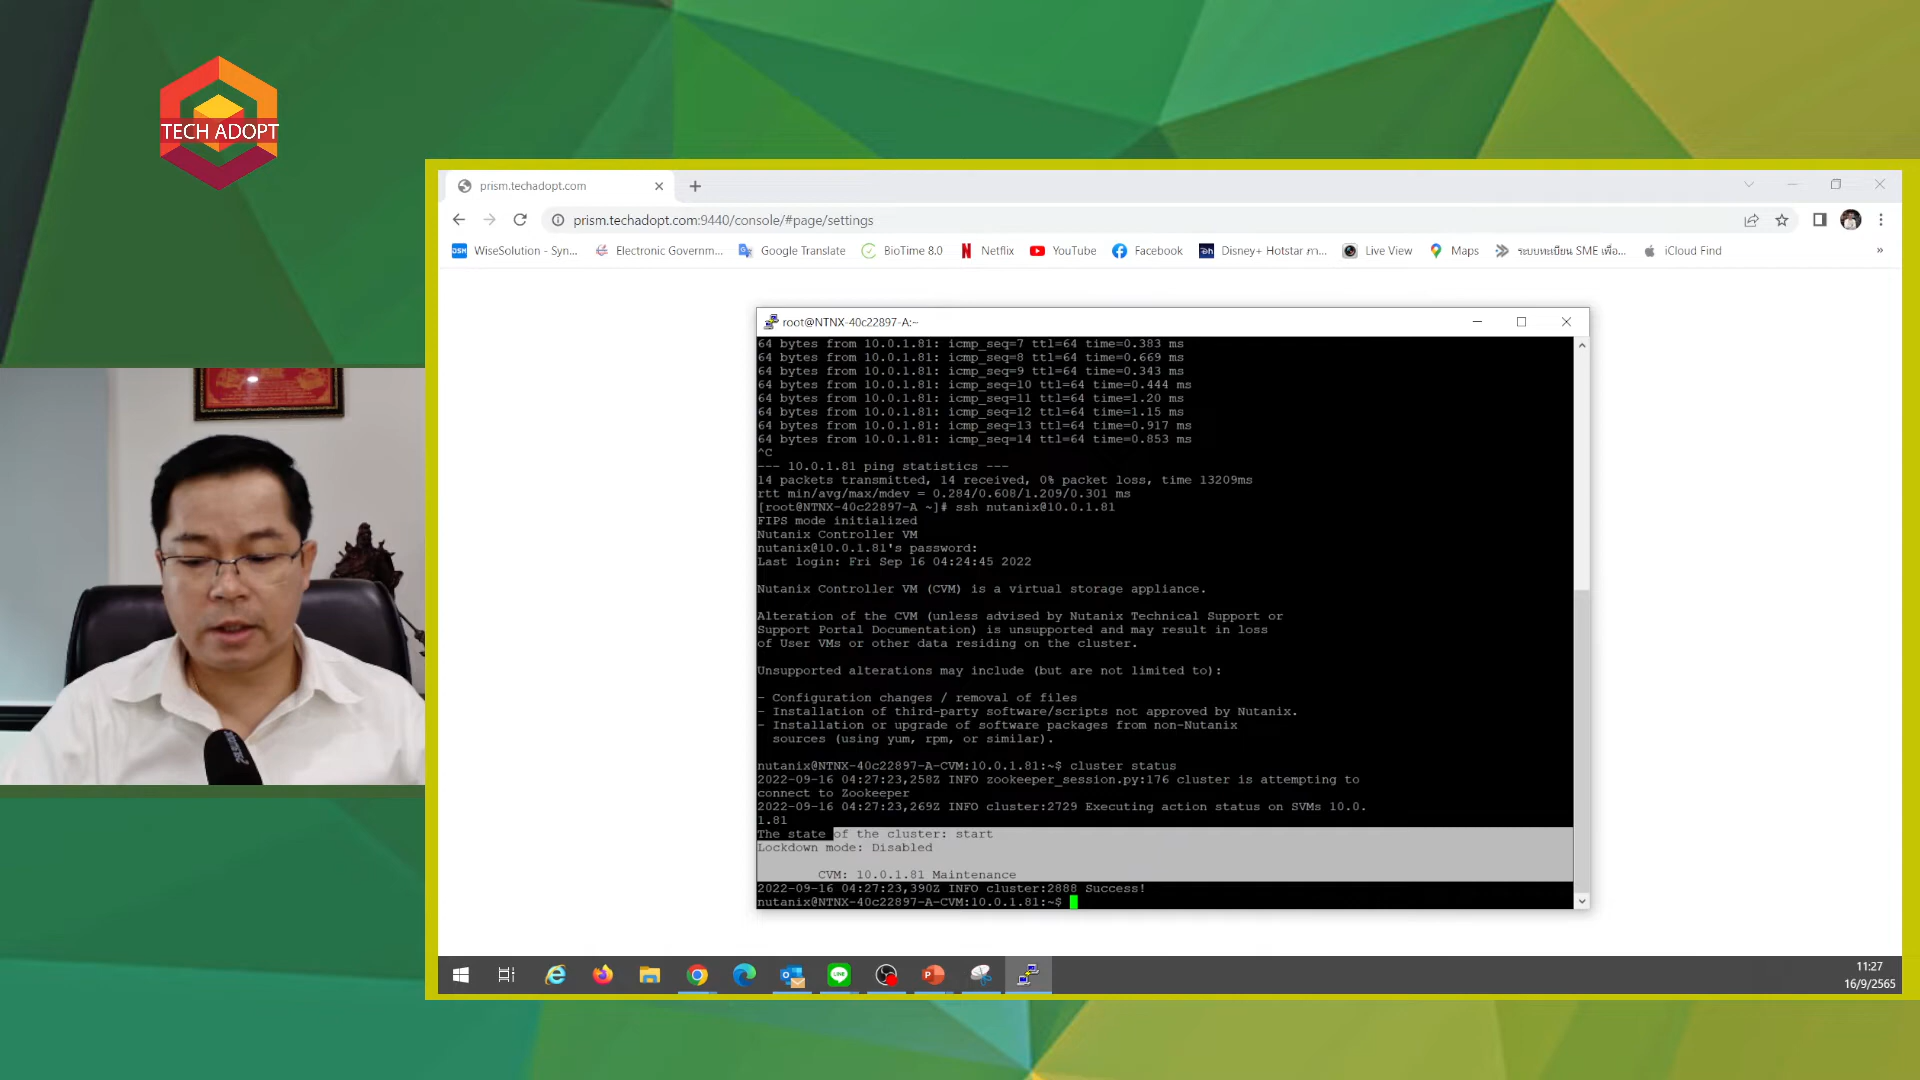 TECH ADOPT
prism.techadopt.com
prism.techadopt.com:9440/console/#page/settings
WiseSolution - Syn...
Electronic Governm...
Google Translate
BioTime 8.0
Netflix
YouTube
Facebook
Disney+ Hotstar ภา...
Live View
Maps
ระบบทะเบียน SME เพื่อ...
iCloud Find
»
root@NTNX-40c22897-A:~
64 bytes from 10.0.1.81: icmp_seq=7 ttl=64 time=0.383 ms
64 bytes from 10.0.1.81: icmp_seq=8 ttl=64 time=0.669 ms
64 bytes from 10.0.1.81: icmp_seq=9 ttl=64 time=0.343 ms
64 bytes from 10.0.1.81: icmp_seq=10 ttl=64 time=0.444 ms
64 bytes from 10.0.1.81: icmp_seq=11 ttl=64 time=1.20 ms
64 bytes from 10.0.1.81: icmp_seq=12 ttl=64 time=1.15 ms
64 bytes from 10.0.1.81: icmp_seq=13 ttl=64 time=0.917 ms
64 bytes from 10.0.1.81: icmp_seq=14 ttl=64 time=0.853 ms
^C
--- 10.0.1.81 ping statistics ---
14 packets transmitted, 14 received, 0% packet loss, time 13209ms
rtt min/avg/max/mdev = 0.284/0.608/1.209/0.301 ms
[root@NTNX-40c22897-A ~]# ssh nutanix@10.0.1.81
FIPS mode initialized
Nutanix Controller VM
nutanix@10.0.1.81's password:
Last login: Fri Sep 16 04:24:45 2022
Nutanix Controller VM (CVM) is a virtual storage appliance.
Alteration of the CVM (unless advised by Nutanix Technical Support or
Support Portal Documentation) is unsupported and may result in loss
of User VMs or other data residing on the cluster.
Unsupported alterations may include (but are not limited to):
- Configuration changes / removal of files
- Installation of third-party software/scripts not approved by Nutanix.
- Installation or upgrade of software packages from non-Nutanix
sources (using yum, rpm, or similar).
nutanix@NTNX-40c22897-A-CVM:10.0.1.81:~$ cluster status
2022-09-16 04:27:23,258Z INFO zookeeper_session.py:176 cluster is attempting to
connect to Zookeeper
2022-09-16 04:27:23,269Z INFO cluster:2729 Executing action status on SVMs 10.0.
1.81
The state of the cluster: start
Lockdown mode: Disabled
CVM: 10.0.1.81 Maintenance
2022-09-16 04:27:23,390Z INFO cluster:2888 Success!
nutanix@NTNX-40c22897-A-CVM:10.0.1.81:~$
11:27
16/9/2565